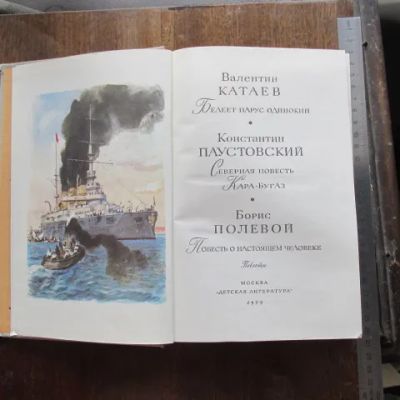 Валентин
КАТАЕВ
Белеет парус одинокий
Константин
ПАУСТОВСКИЙ
Северная повесть
Кара-Бугаз
Борис
ПОЛЕВОЙ
Повесть о настоящем человеке
Повести
МОСКВА
"ДЕТСКАЯ ЛИТЕРАТУРА"